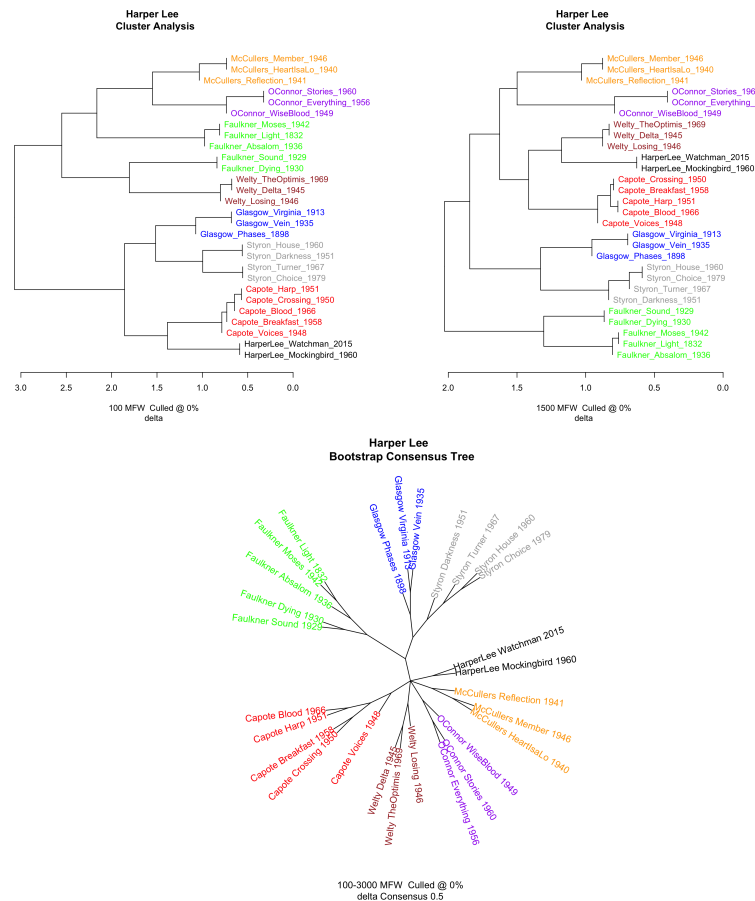 Harper Lee
Cluster Analysis
McCullers_Member_1946
McCullers_HeartIsaLo_1940
McCullers_Reflection_1941
OConnor_Stories_1960
OConnor_Everything_1956
OConnor_WiseBlood_1949
Faulkner_Moses_1942
Faulkner_Light_1832
Faulkner_Absalom_1936
Faulkner_Sound_1929
Faulkner_Dying_1930
Welty_TheOptimis_1969
Welty_Delta_1945
Welty_Losing_1946
Glasgow_Virginia_1913
Glasgow_Vein_1935
Glasgow_Phases_1898
Styron_House_1960
Styron_Darkness_1951
Styron_Turner_1967
Styron_Choice_1979
Capote_Harp_1951
Capote_Crossing_1950
Capote_Blood_1966
Capote_Breakfast_1958
Capote_Voices_1948
HarperLee_Watchman_2015
HarperLee_Mockingbird_1960
3.0 2.5 2.0 1.5 1.0 0.5 0.0
100 MFW Culled @ 0%
delta
Harper Lee
Cluster Analysis
McCullers_Member_1946
McCullers_HeartIsaLo_1940
McCullers_Reflection_1941
OConnor_Stories_196
OConnor_Everything_
OConnor_WiseBlood_1949
Welty_TheOptimis_1969
Welty_Delta_1945
Welty_Losing_1946
HarperLee_Watchman_2015
HarperLee_Mockingbird_1960
Capote_Crossing_1950
Capote_Breakfast_1958
Capote_Harp_1951
Capote_Blood_1966
Capote_Voices_1948
Glasgow_Virginia_1913
Glasgow_Vein_1935
Glasgow_Phases_1898
Styron_House_1960
Styron_Choice_1979
Styron_Turner_1967
Styron_Darkness_1951
Faulkner_Sound_1929
Faulkner_Dying_1930
Faulkner_Moses_1942
Faulkner_Light_1832
Faulkner_Absalom_1936
2.0 1.5 1.0 0.5 0.0
1500 MFW Culled @ 0%
delta
Harper Lee
Bootstrap Consensus Tree
Faulkner Light 1832
Faulkner Moses 1942
Faulkner Absalom 1936
Faulkner Dying 1930
Faulkner Sound 1929
Glasgow Phases 1898
Glasgow Virginia 1913
Glasgow Vein 1935
Styron Darkness 1951
Styron Turner 1967
Styron House 1960
Styron Choice 1979
HarperLee Watchman 2015
HarperLee Mockingbird 1960
McCullers Reflection 1941
McCullers Member 1946
McCullers HeartIsaLo 1940
OConnor WiseBlood 1949
OConnor Stories 1960
OConnor Everything 1956
Welty Losing 1946
Welty TheOptimis 1969
Welty Delta 1945
Capote Voices 1948
Capote Crossing 1950
Capote Breakfast 1958
Capote Harp 1951
Capote Blood 1966
100-3000 MFW Culled @ 0%
delta Consensus 0.5